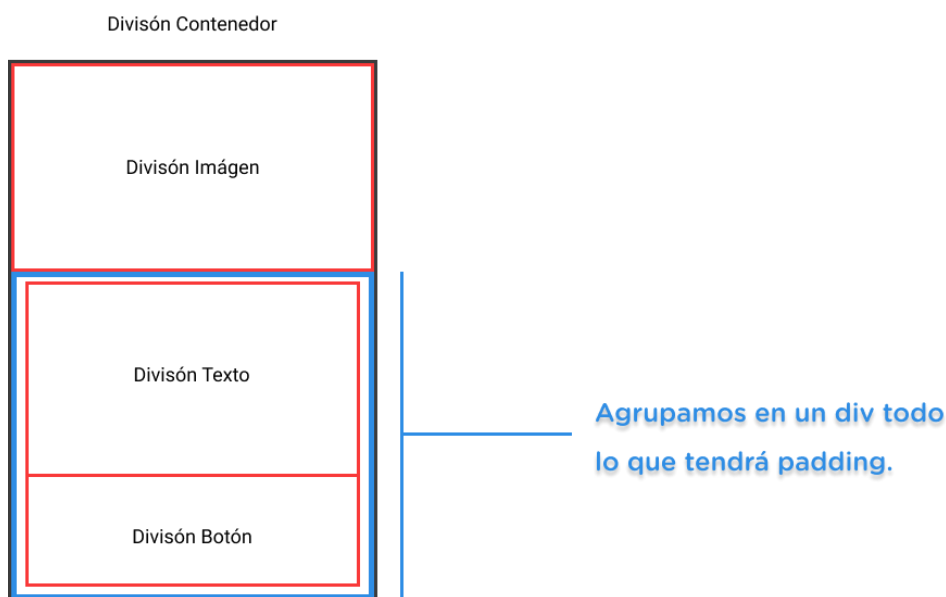 Divisón Contenedor
Divisón Imágen
Divisón Texto
Agrupamos en un div todo
lo que tendrá padding.
Divisón Botón